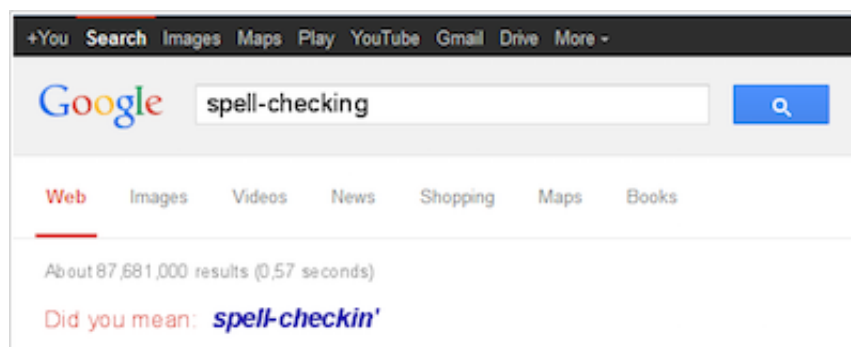 +You Search Images Maps Play YouTube Gmail Drive More
Google spell-checking
Web Images Videos News Shopping Maps Books
About 87,681,000 results (0,57 seconds)
Did you mean: spell-checkin'